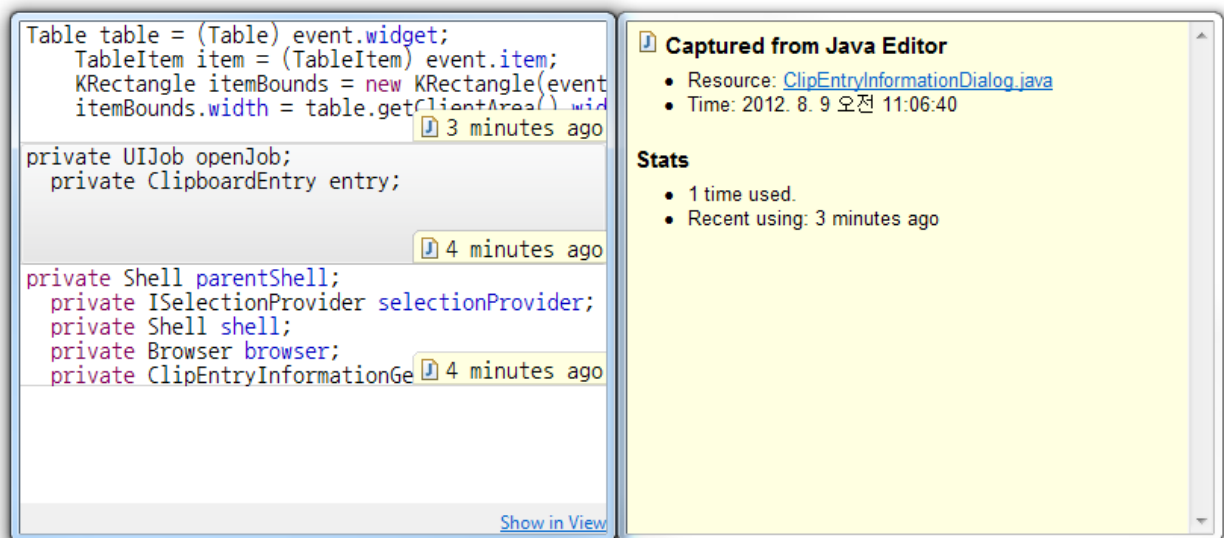 Table table = (Table) event.widget;
TableItem item = (TableItem) event.item;
KRectangle itemBounds = new KRectangle(event
itemBounds.width = table.getClientArea().wid
3 minutes ago
private UIJob openJob;
private ClipboardEntry entry;
4 minutes ago
private Shell parentShell;
private ISelectionProvider selectionProvider;
private Shell shell;
private Browser browser;
private ClipEntryInformationGe
4 minutes ago
Show in View
Captured from Java Editor
• Resource: ClipEntryInformationDialog.java
• Time: 2012. 8. 9 오전 11:06:40
Stats
• 1 time used.
• Recent using: 3 minutes ago